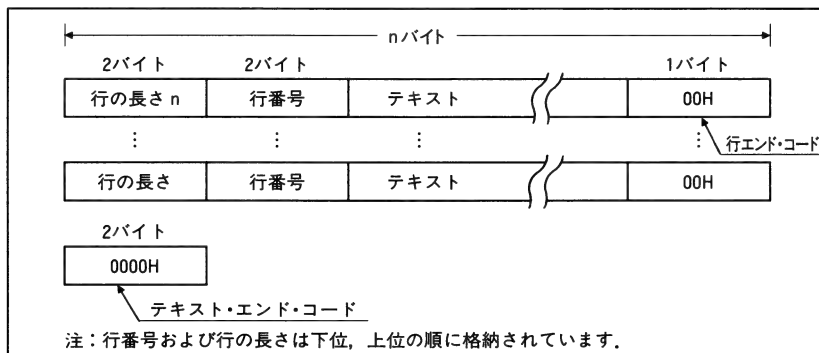 nバイト
2バイト 2バイト 1バイト
行の長さn 行番号 テキスト 00H
行エンド・コード
行の長さ 行番号 テキスト 00H
2バイト
0000H
テキスト・エンド・コード
注：行番号および行の長さは下位，上位の順に格納されています．